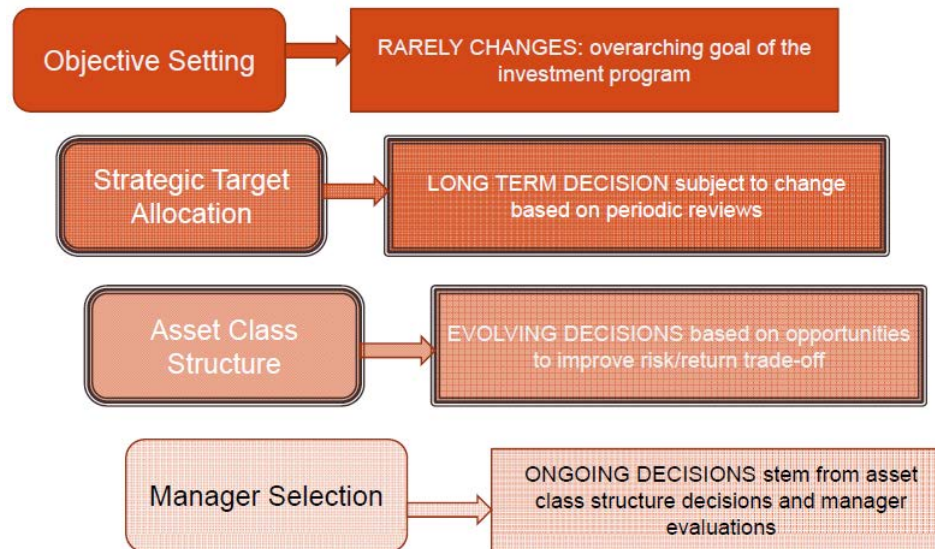 Objective Setting
RARELY CHANGES: overarching goal of the
investment program
Strategic Target
Allocation
LONG TERM DECISION subject to change
based on periodic reviews
Asset Class
Structure
EVOLVING DECISIONS based on opportunities
to improve risk/return trade-off
Manager Selection
ONGOING DECISIONS stem from asset
class structure decisions and manager
evaluations